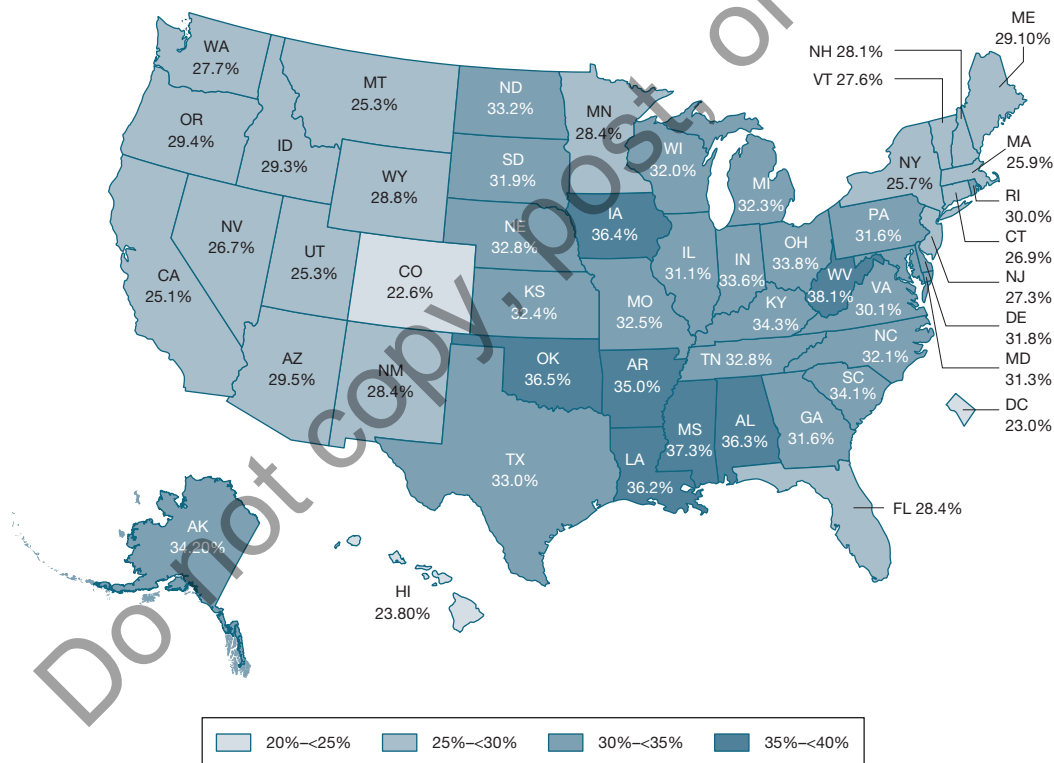 WA
27.7%
OR
29.4%
CA
25.1%
ID
29.3%
NV
26.7%
MT
25.3%
WY
28.8%
UT
25.3%
AZ
29.5%
CO
22.6%
NM
28.4%
ND
33.2%
SD
31.9%
NE
32.8%
KS
32.4%
OK
36.5%
TX
33.0%
MN
28.4%
IA
36.4%
MO
32.5%
AR
35.0%
LA
36.2%
WI
32.0%
IL
31.1%
MI
32.3%
IN
33.6%
OH
33.8%
KY
34.3%
TN 32.8%
MS
37.3%
AL
36.3%
GA
31.6%
FL 28.4%
SC
34.1%
NC
32.1%
VA
30.1%
WV
38.1%
PA
31.6%
NY
25.7%
NH 28.1%
VT 27.6%
ME
29.10%
MA
25.9%
RI
30.0%
CT
26.9%
NJ
27.3%
DE
31.8%
MD
31.3%
DC
23.0%
AK
34.20%
HI
23.80%
20%–<25%
25%–<30%
30%–<35%
35%–<40%
Do not copy, post, or